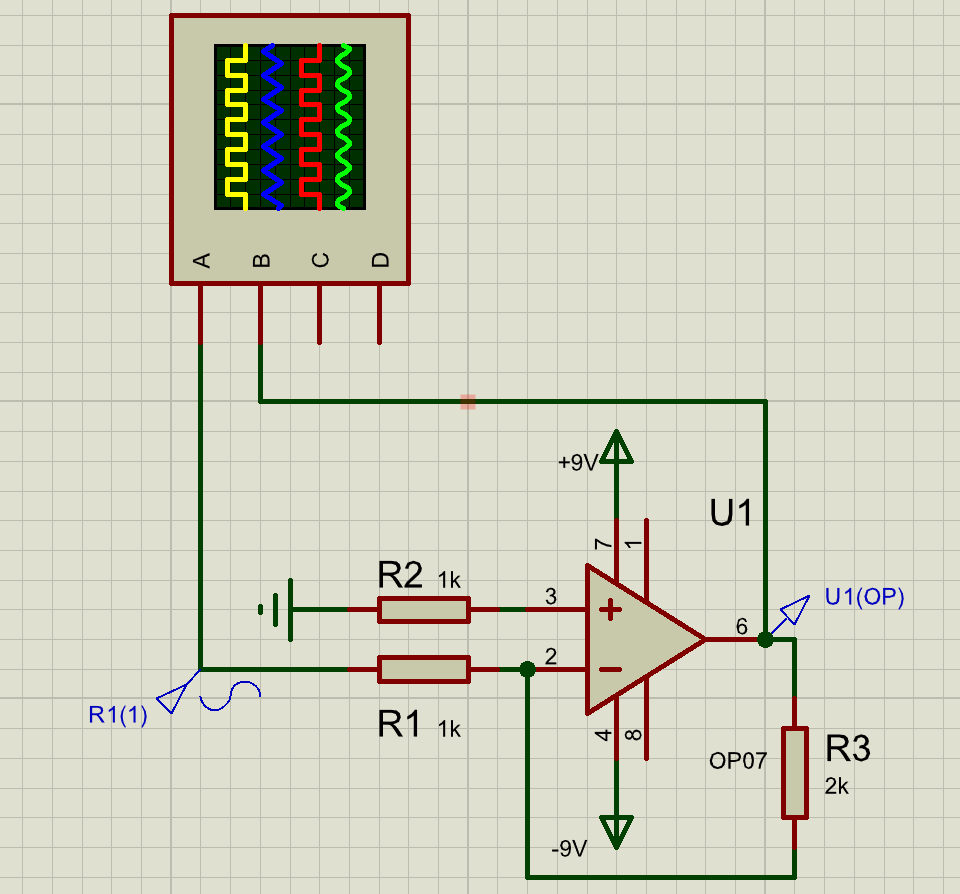 A
B
C
D
+9V
U1
7
1
R2 1k
3
U1(OP)
6
2
R1(1)
R1 1k
4
8
OP07
R3
2k
-9V